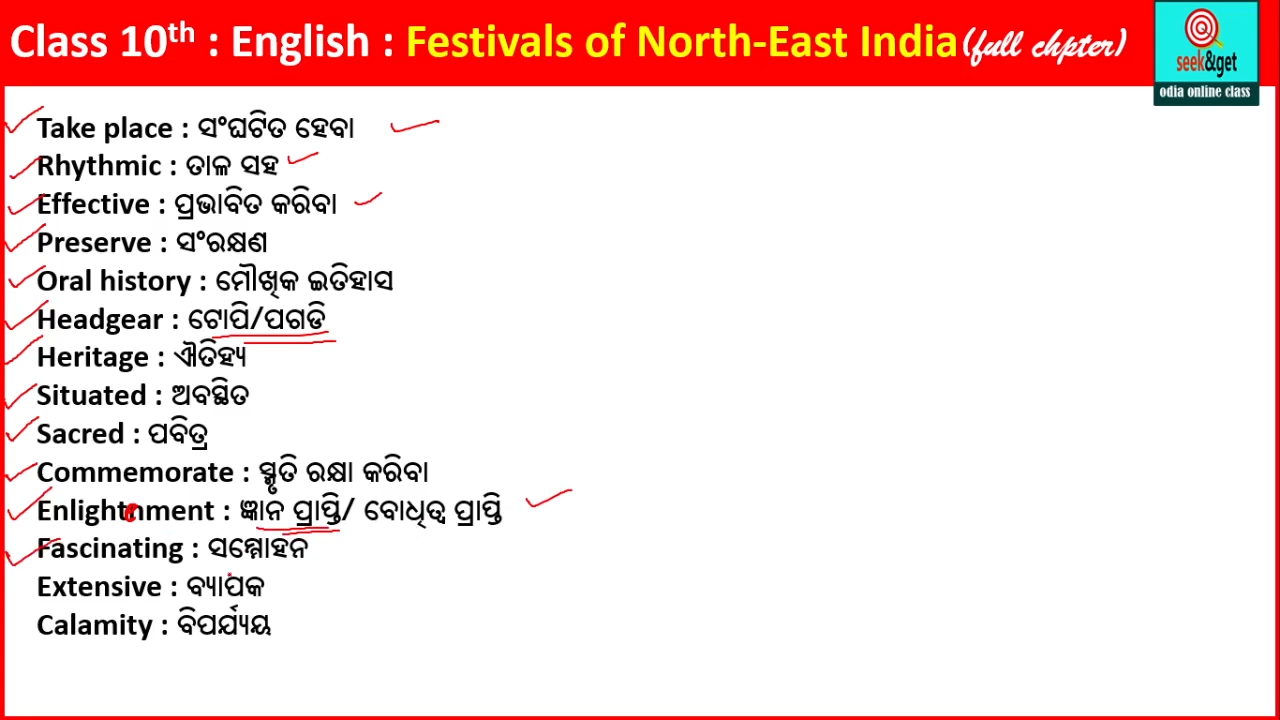 Class 10th : English : Festivals of North-East India (full chpter)
seek&get
odia online class
Take place : ସଂଘଟିତ ହେବା
Rhythmic : ତାଳ ସହ
Effective : ପ୍ରଭାବିତ କରିବା
Preserve : ସଂରକ୍ଷଣ
Oral history : ମୌଖିକ ଇତିହାସ
Headgear : ଟୋପି/ପଗଡି
Heritage : ଐତିହ୍ୟ
Situated : ଅବସ୍ଥିତ
Sacred : ପବିତ୍ର
Commemorate : ସ୍ମୃତି ରକ୍ଷା କରିବା
Enlightenment : ଜ୍ଞାନ ପ୍ରାପ୍ତି/ ବୋଧିତ୍ୱ ପ୍ରାପ୍ତି
Fascinating : ସମ୍ମୋହନ
Extensive : ବ୍ୟାପକ
Calamity : ବିପର୍ଯ୍ୟୟ